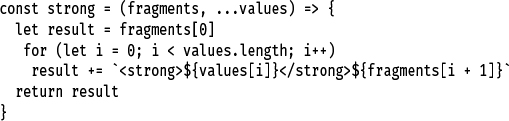 const strong = (fragments, ...values) => {
  let result = fragments[0]
   for (let i = 0; i < values.length; i++)
    result += `<strong>${values[i]}</strong>${fragments[i + 1]}`
  return result
}